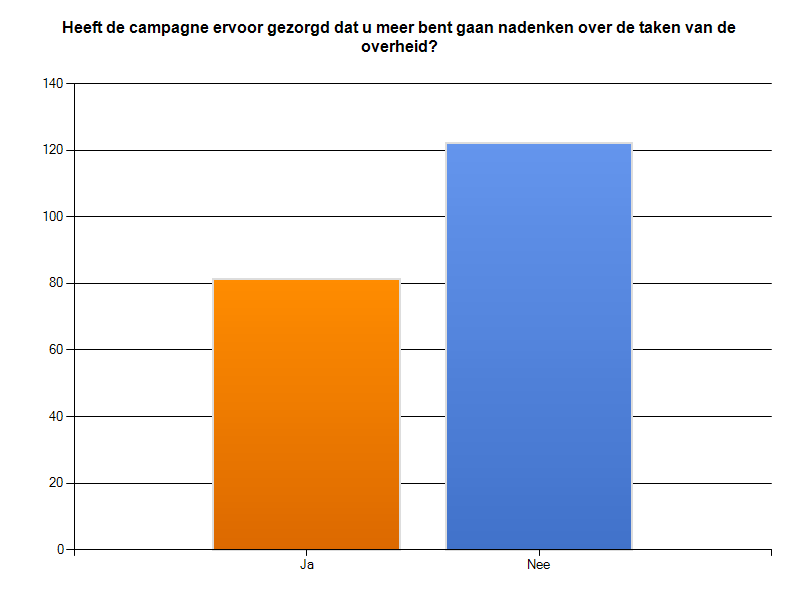 Heeft de campagne ervoor gezorgd dat u meer bent gaan nadenken over de taken van de
overheid?
140
120
100
80
60
40
20
0
Ja
Nee